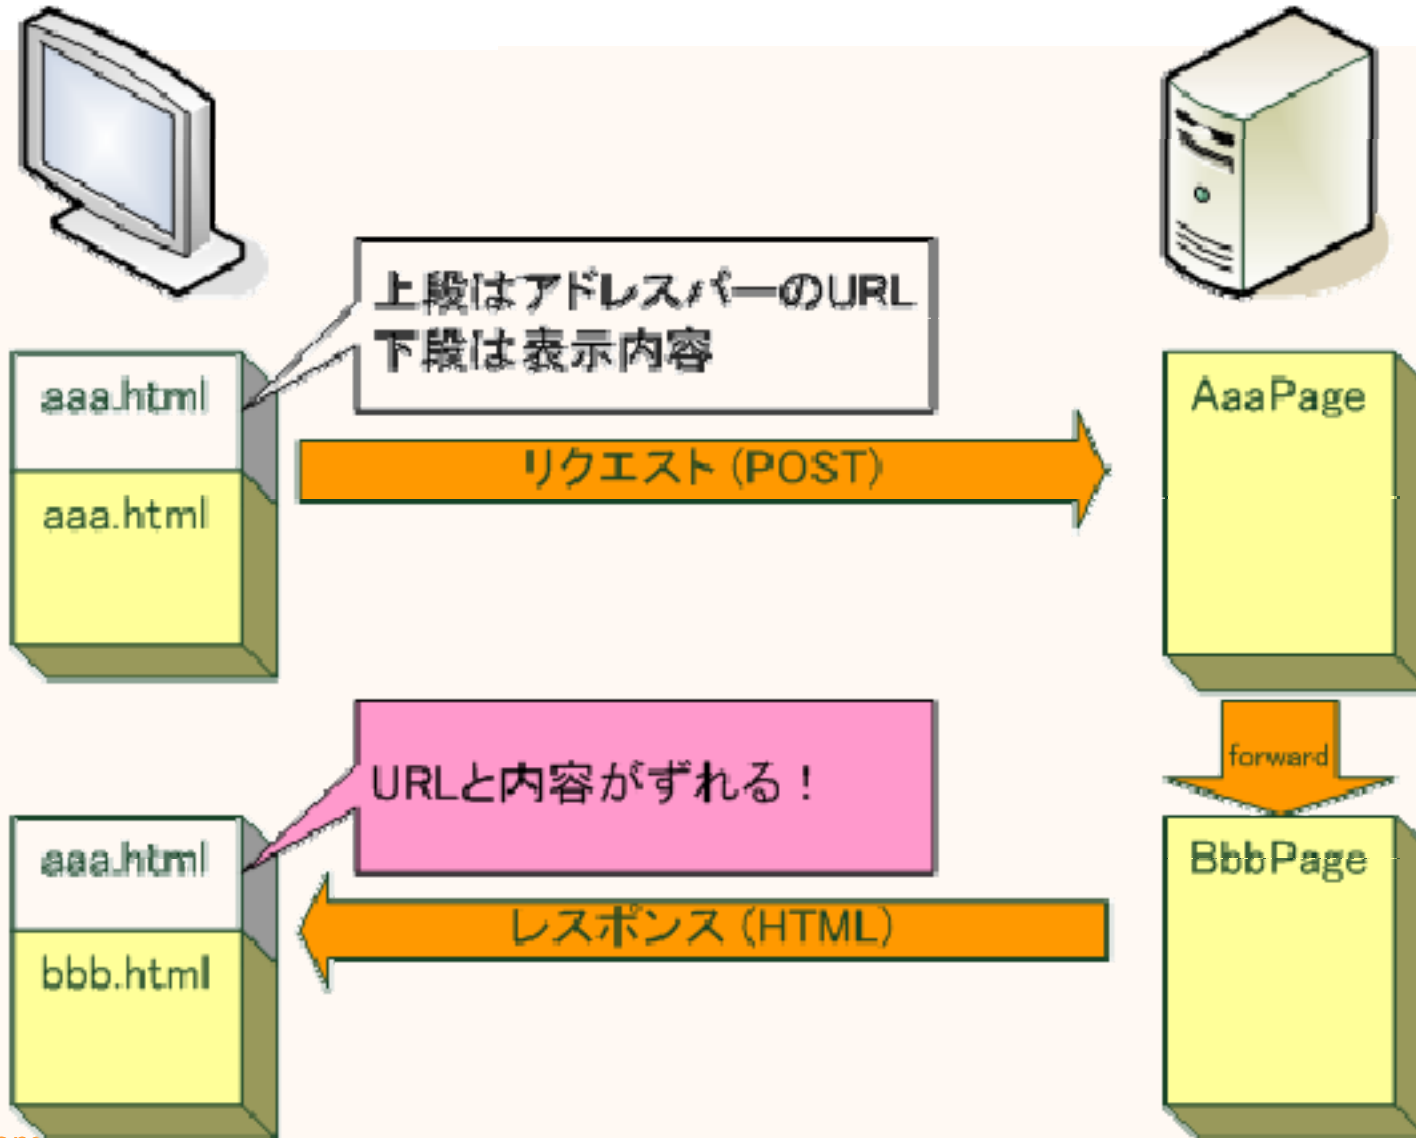 上段はアドレスバーのURL
下段は表示内容
aaa.html
aaa.html
リクエスト(POST)
AaaPage
forward
URLと内容がずれる！
aaa.html
bbb.html
レスポンス(HTML)
BbbPage